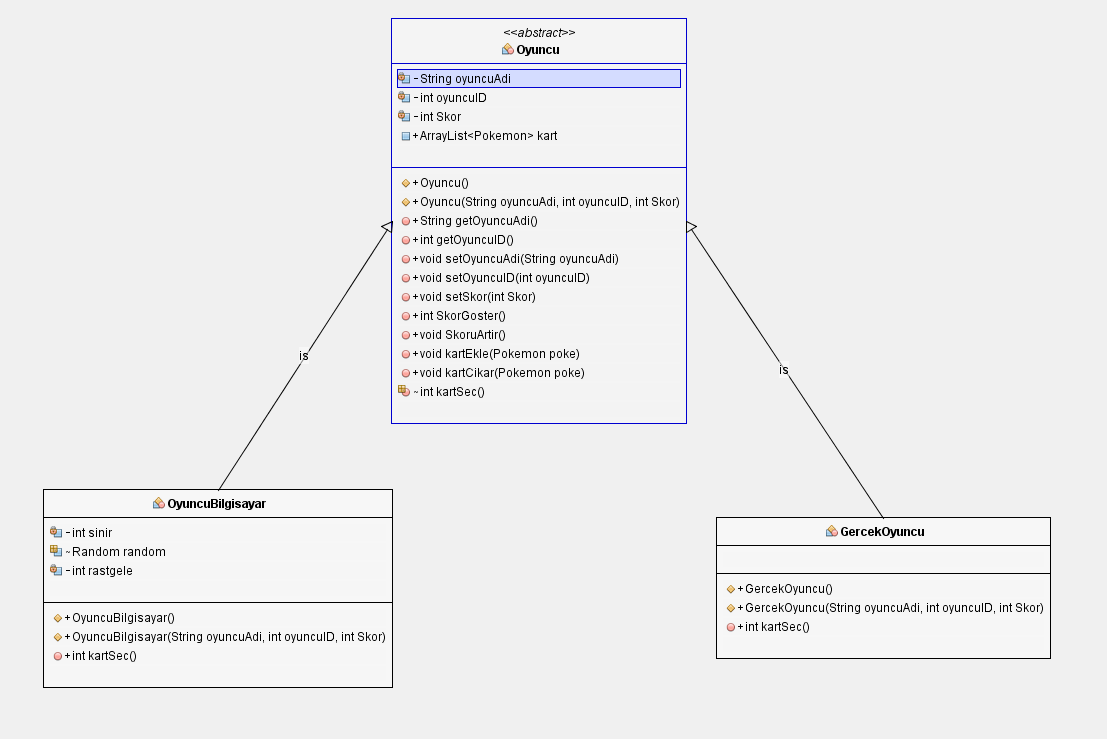 <<abstract>>
Oyuncu
-String oyuncuAdi
-int oyuncuID
-int Skor
+ArrayList<Pokemon> kart
+Oyuncu()
+Oyuncu(String oyuncuAdi, int oyuncuID, int Skor)
+String getOyuncuAdi()
+int getOyuncuID()
+void setOyuncuAdi(String oyuncuAdi)
+void setOyuncuID(int oyuncuID)
+void setSkor(int Skor)
+int SkorGoster()
+void SkoruArtir()
+void kartEkle(Pokemon poke)
+void kartCikar(Pokemon poke)
~int kartSec()
is
is
OyuncuBilgisayar
-int sinir
~Random random
-int rastgele
+OyuncuBilgisayar()
+OyuncuBilgisayar(String oyuncuAdi, int oyuncuID, int Skor)
+int kartSec()
GercekOyuncu
+GercekOyuncu()
+GercekOyuncu(String oyuncuAdi, int oyuncuID, int Skor)
+int kartSec()